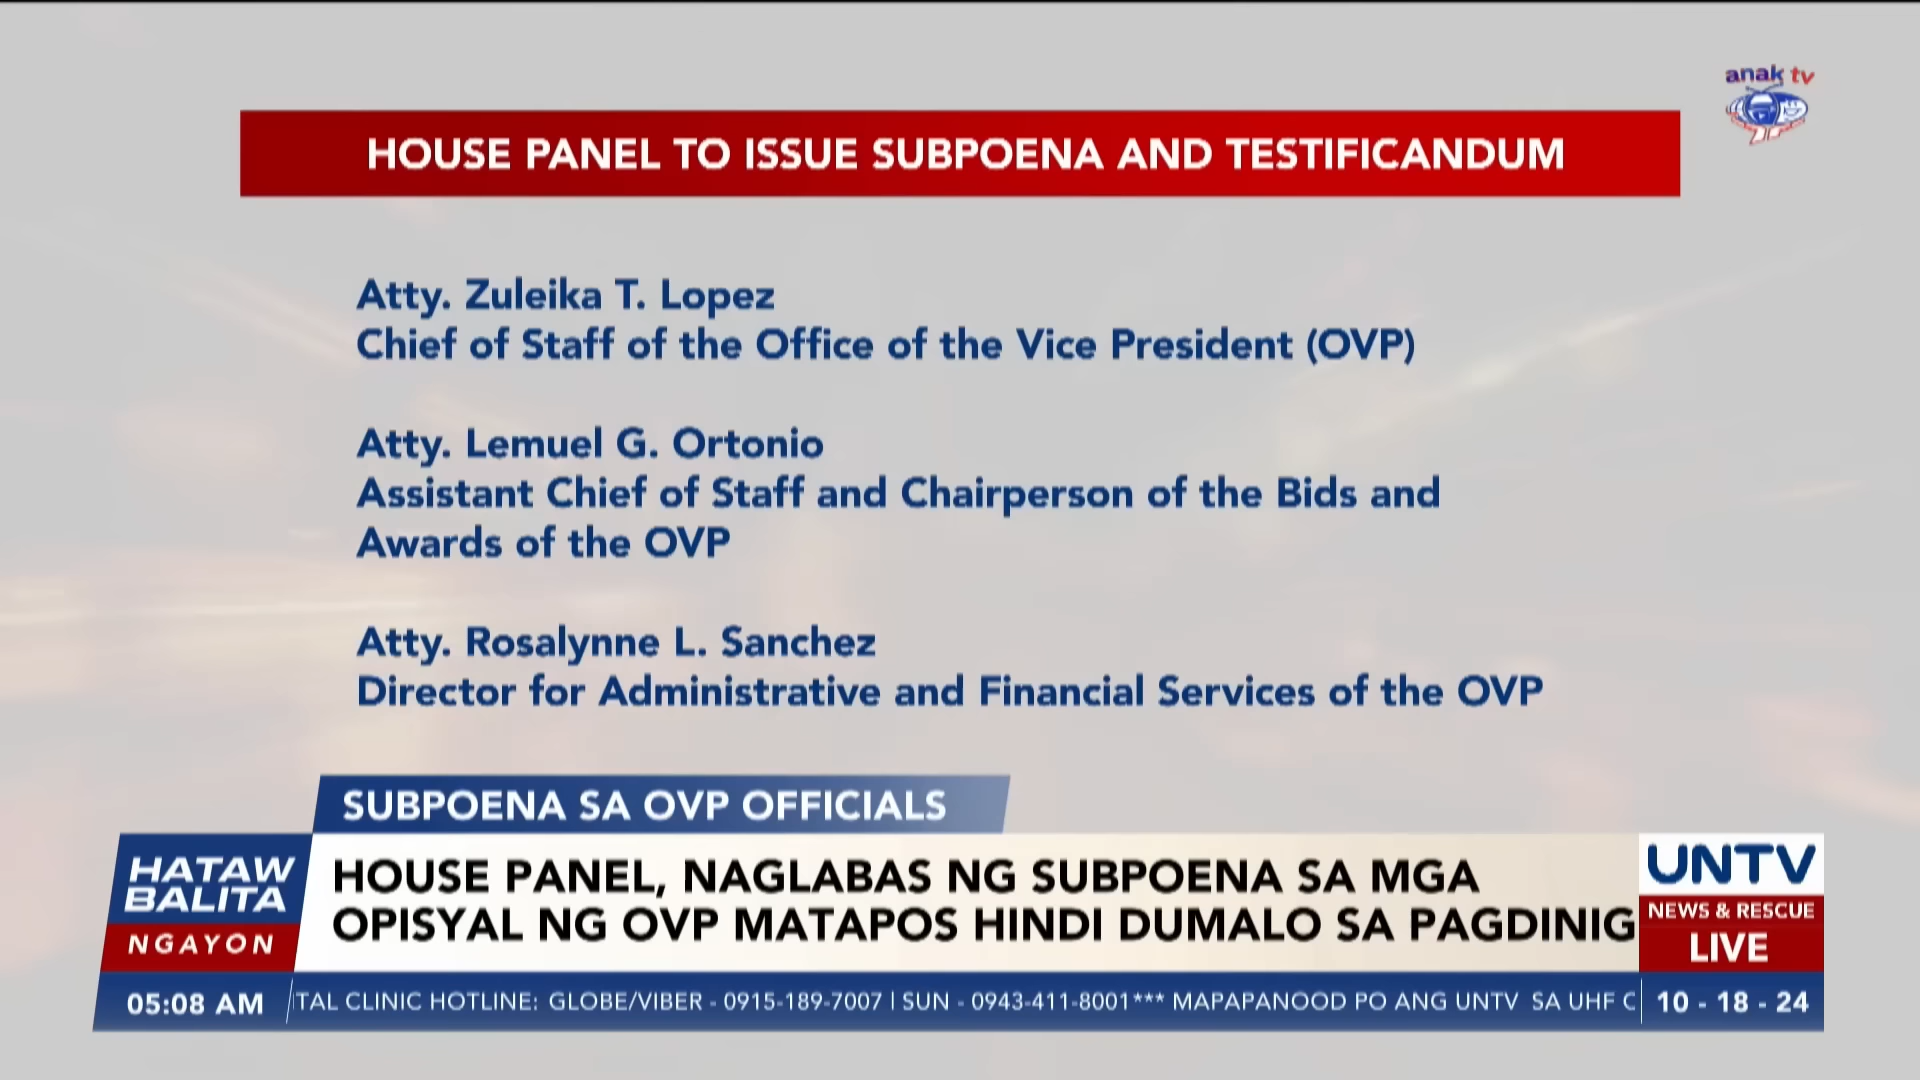 anak tv
HOUSE PANEL TO ISSUE SUBPOENA AND TESTIFICANDUM
Atty. Zuleika T. Lopez
Chief of Staff of the Office of the Vice President (OVP)
Atty. Lemuel G. Ortonio
Assistant Chief of Staff and Chairperson of the Bids and
Awards of the OVP
Atty. Rosalynne L. Sanchez
Director for Administrative and Financial Services of the OVP
SUBPOENA SA OVP OFFICIALS
HATAW
BALITA
NGAYON
HOUSE PANEL, NAGLABAS NG SUBPOENA SA MGA
OPISYAL NG OVP MATAPOS HINDI DUMALO SA PAGDINIG
UNTV
NEWS & RESCUE
LIVE
05:08 AM
TAL CLINIC HOTLINE: GLOBE/VIBER - 0915-189-7007 | SUN - 0943-411-8001*** MAPAPANOOD PO ANG UNTV SA UHF C
10 - 18 - 24